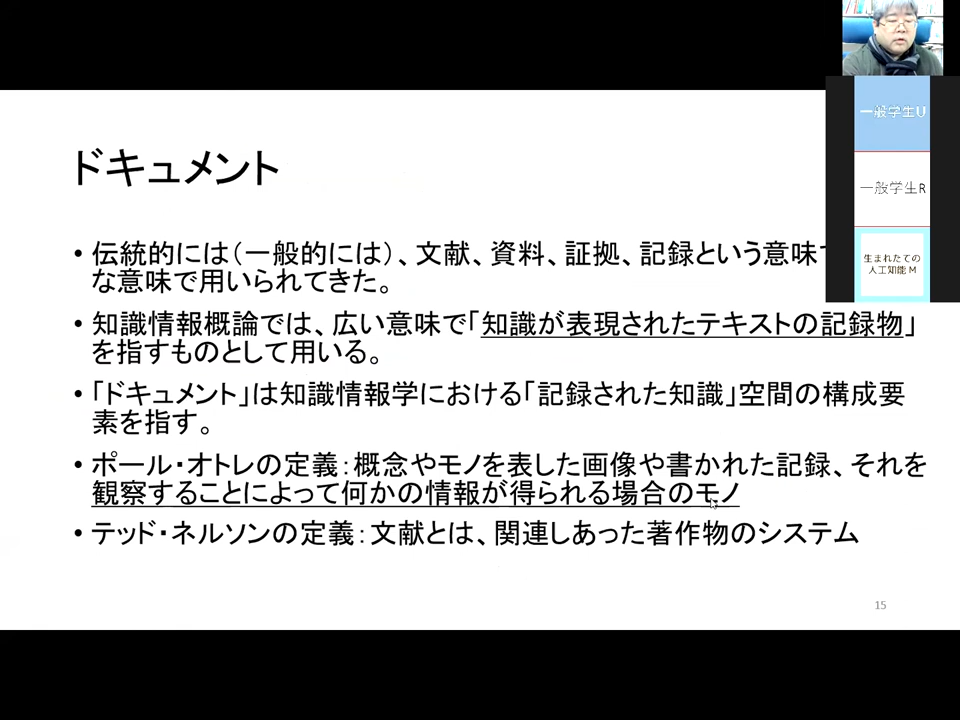 ドキュメント
• 伝統的には（一般的には）、文献、資料、証拠、記録という意味
な意味で用いられてきた。
• 知識情報概論では、広い意味で「知識が表現されたテキストの記録物」
を指すものとして用いる。
• 「ドキュメント」は知識情報学における「記録された知識」空間の構成要
素を指す。
• ポール・オトレの定義：概念やモノを表した画像や書かれた記録、それを
観察することによって何かの情報が得られる場合のモノ
• テッド・ネルソンの定義：文献とは、関連しあった著作物のシステム
15
一般学生U
一般学生R
生まれたての
人工知能 M